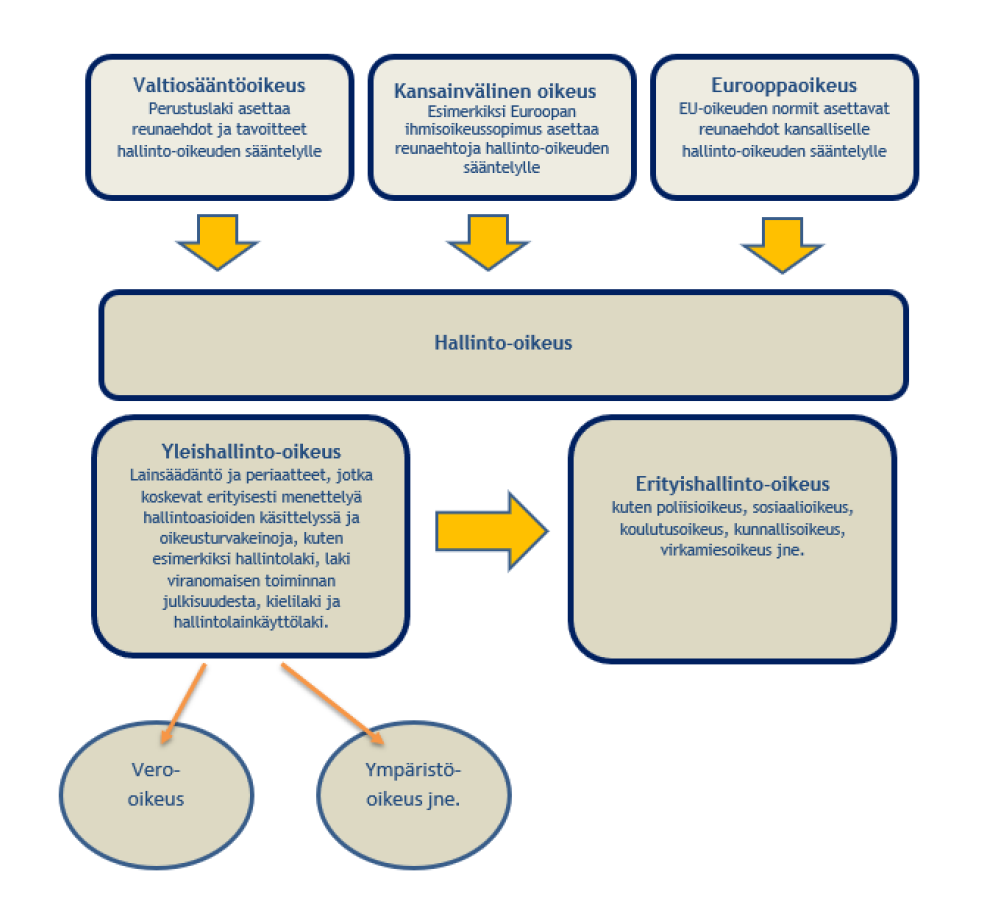 Valtiosääntöoikeus
Perustuslaki asettaa
reunaehdot ja tavoitteet
hallinto-oikeuden sääntelylle
Kansainvälinen oikeus
Esimerkiksi Euroopan
ihmisoikeussopimus asettaa
reunaehtoja hallinto-oikeuden
sääntelylle
Eurooppaoikeus
EU-oikeuden normit asettavat
reunaehdot kansalliselle
hallinto-oikeuden sääntelylle
Hallinto-oikeus
Yleishallinto-oikeus
Lainsäädäntö ja periaatteet, jotka
koskevat erityisesti menettelyä
hallintoasioiden käsittelyssä ja
oikeusturvakeinoja, kuten
esimerkiksi hallintolaki, laki
viranomaisen toiminnan
julkisuudesta, kielilaki ja
hallintolainkäyttölaki.
Erityishallinto-oikeus
kuten poliisioikeus, sosiaalioikeus,
koulutusoikeus, kunnallisoikeus,
virkamiesoikeus jne.
Vero-
oikeus
Ympäristö-
oikeus jne.